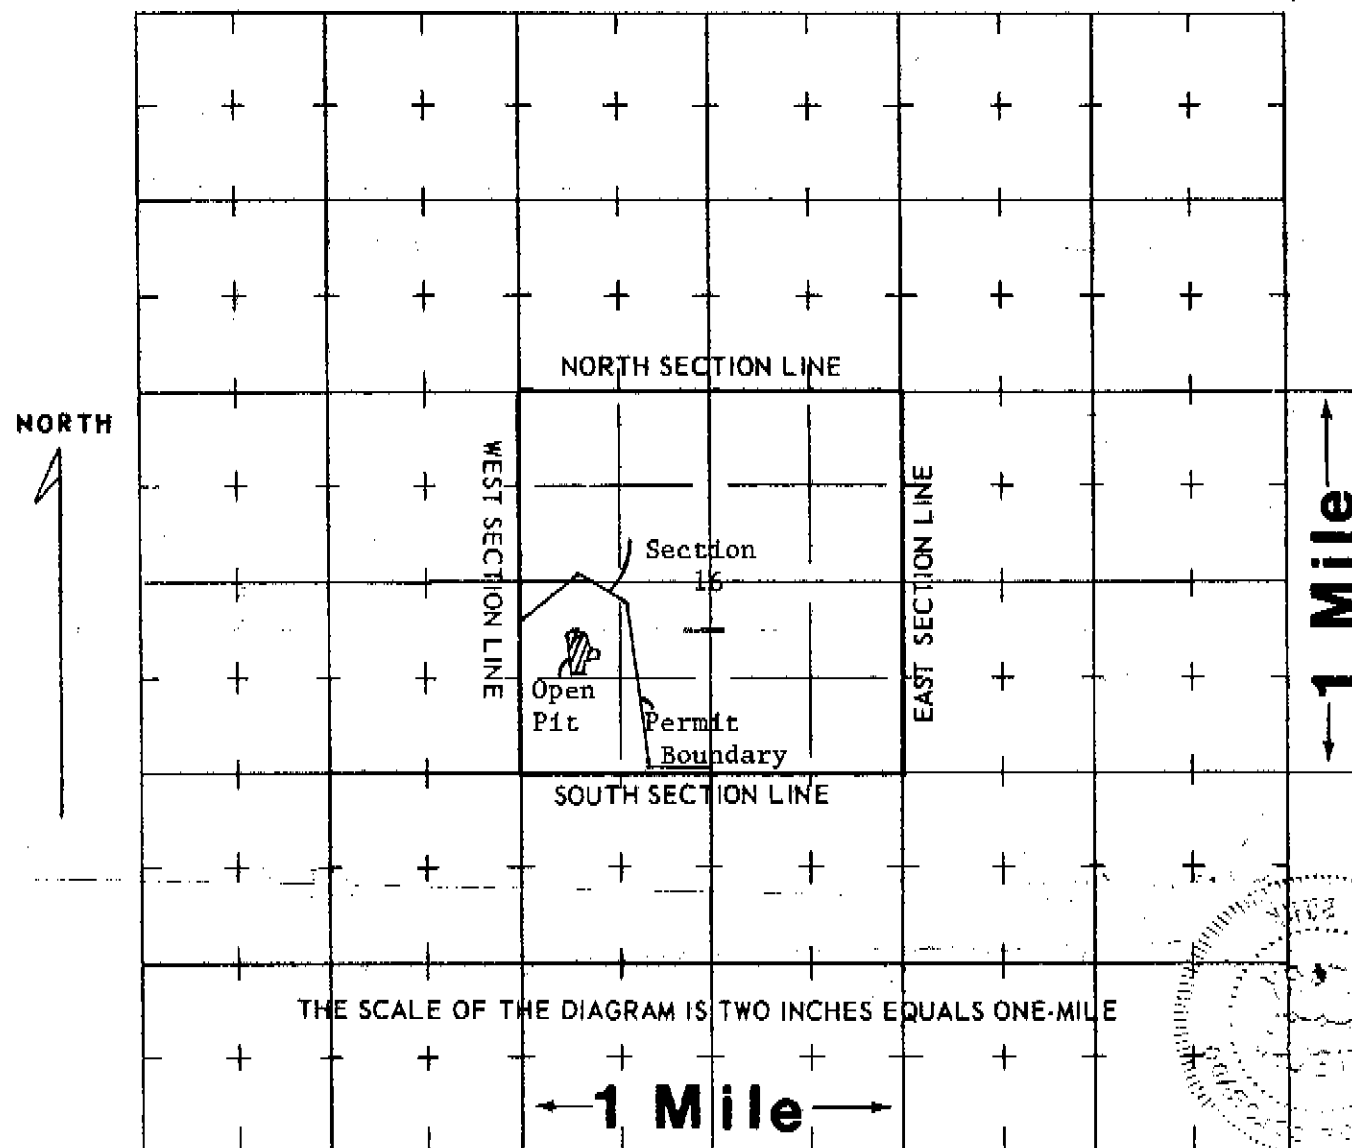 NORTH SECTION LINE
NORTH
WEST SECTION LINE
EAST SECTION LINE
Section
16
Open
Pit
Permit
Boundary
SOUTH SECTION LINE
1 Mile
THE SCALE OF THE DIAGRAM IS TWO INCHES EQUALS ONE-MILE
1 Mile